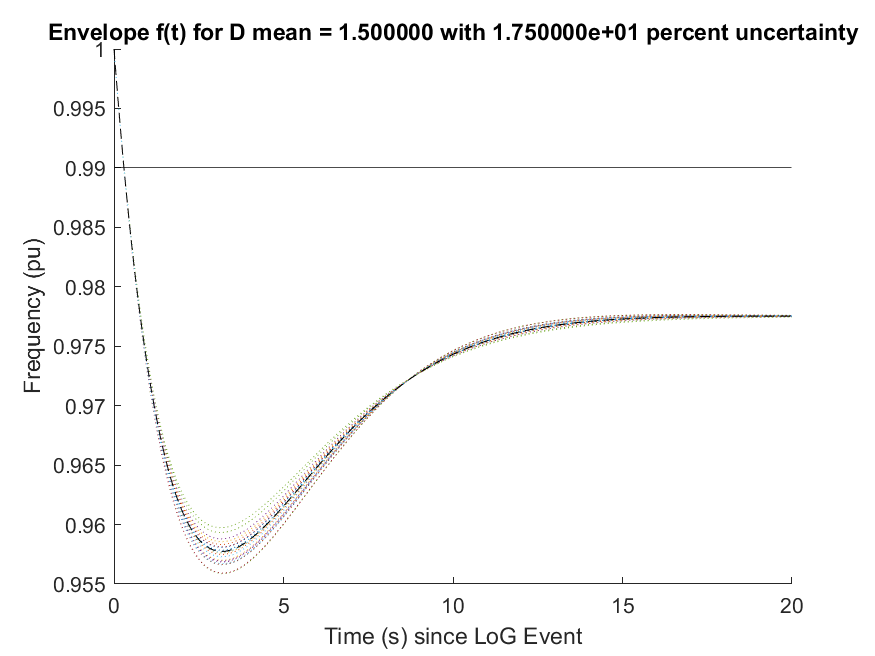 Envelope f(t) for D mean = 1.500000 with 1.750000e+01 percent uncertainty
1
0.995
0.99
0.985
0.98
0.975
0.97
0.965
0.96
0.955
Frequency (pu)
0 5 10 15 20
Time (s) since LoG Event